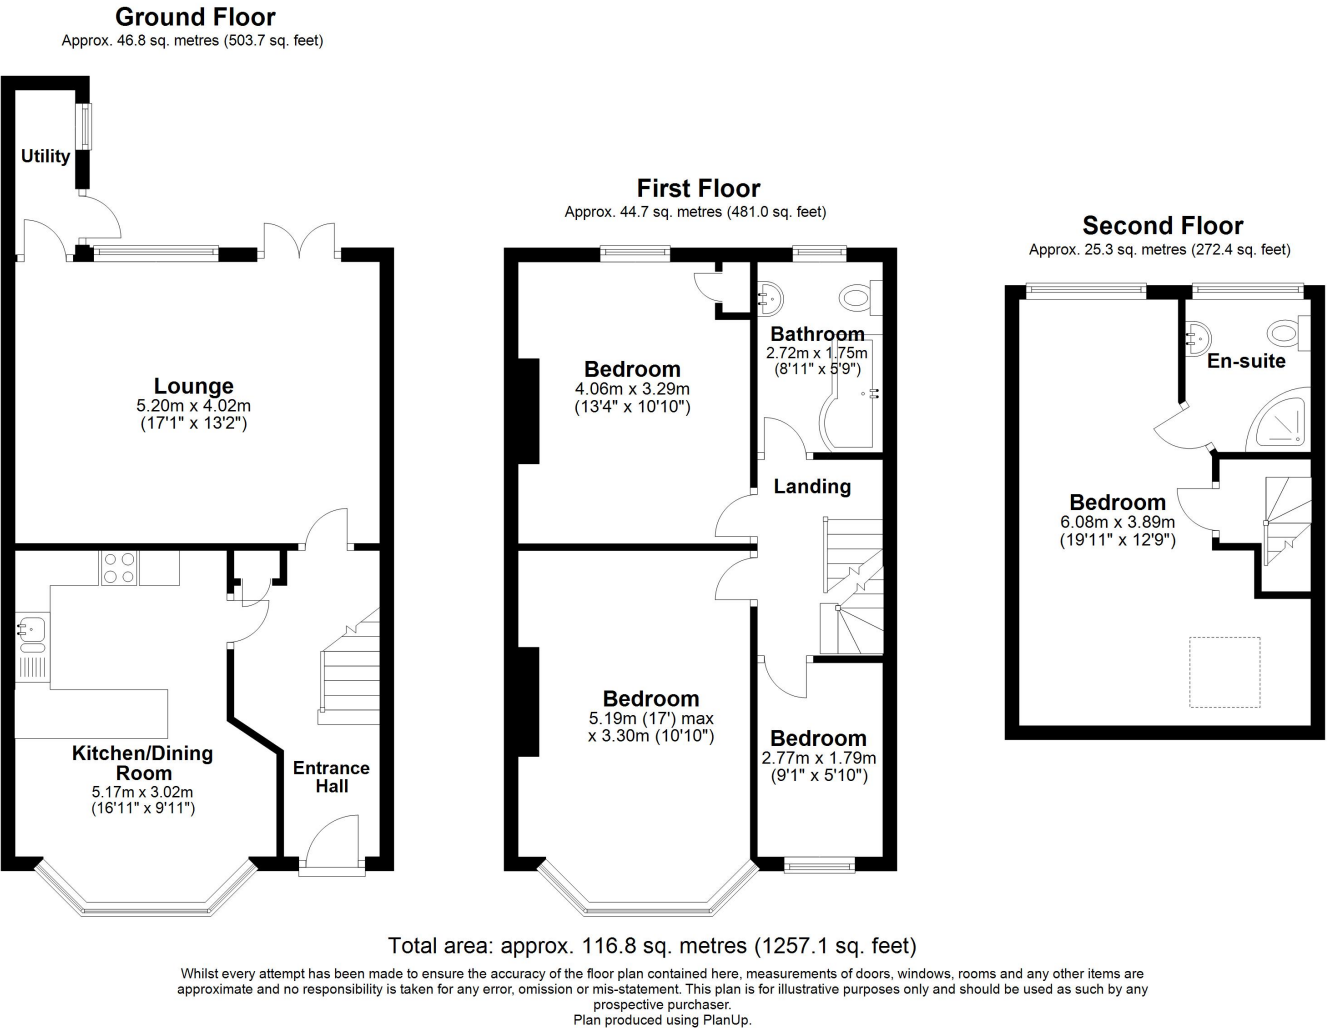 Ground Floor
Approx. 46.8 sq. metres (503.7 sq. feet)
Utility
Lounge
5.20m x 4.02m
(17'1" x 13'2")
Kitchen/Dining
Room
5.17m x 3.02m
(16'11" x 9'11")
Entrance
Hall
First Floor
Approx. 44.7 sq. metres (481.0 sq. feet)
Bedroom
4.06m x 3.29m
(13'4" x 10'10")
Bathroom
2.72m x 1.75m
(8'11" x 5'9")
Landing
Bedroom
5.19m (17') max
x 3.30m (10'10")
Bedroom
2.77m x 1.79m
(9'1" x 5'10")
Second Floor
Approx. 25.3 sq. metres (272.4 sq. feet)
En-suite
Bedroom
6.08m x 3.89m
(19'11" x 12'9")
Total area: approx. 116.8 sq. metres (1257.1 sq. feet)
Whilst every attempt has been made to ensure the accuracy of the floor plan contained here, measurements of doors, windows, rooms and any other items are
approximate and no responsibility is taken for any error, omission or mis-statement. This plan is for illustrative purposes only and should be used as such by any
prospective purchaser.
Plan produced using PlanUp.